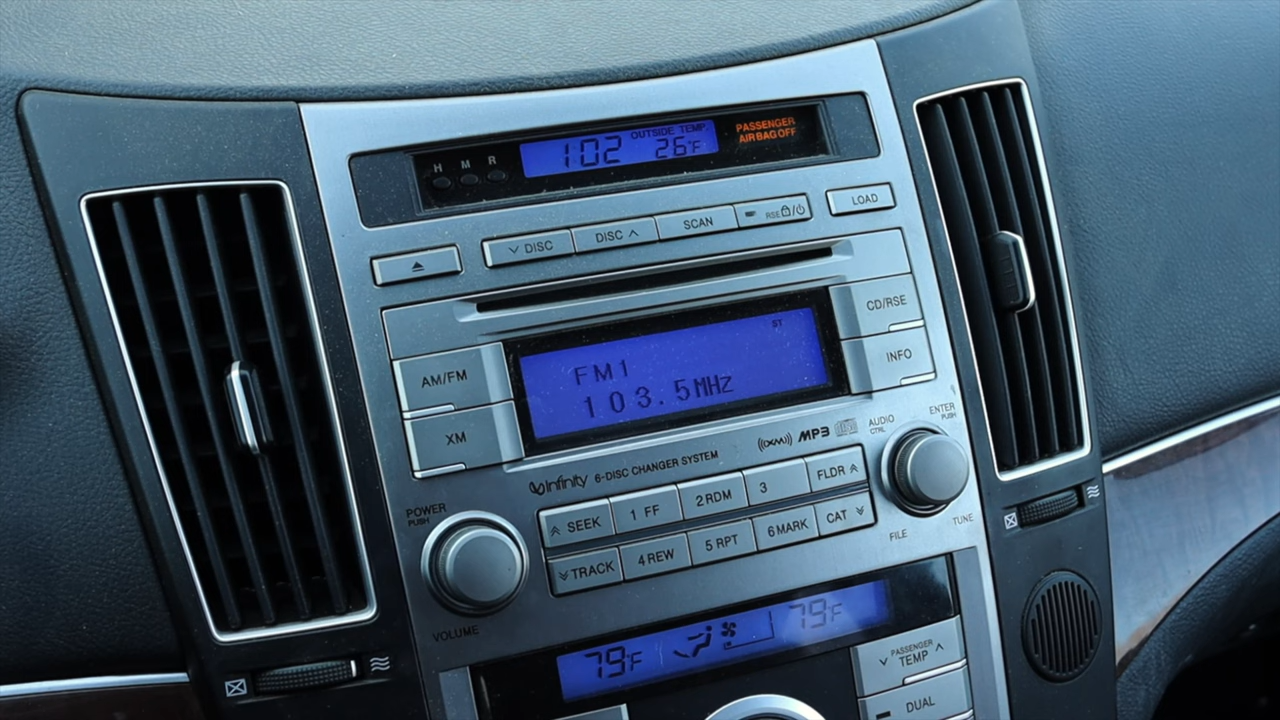 H M R
1:02
OUTSIDE TEMP
26°F
PASSENGER
AIR BAG OFF
DISC
DISC
SCAN
RSE
LOAD
CD/RSE
INFO
AM/FM
XM
ST
FM1
103.5MHz
Infinity 6-DISC CHANGER SYSTEM
((XM)) MP3
AUDIO
CTRL
ENTER
PUSH
POWER
PUSH
VOLUME
SEEK
1 FF
2 RDM
3
FLDR
TRACK
4 REW
5 RPT
6 MARK
CAT
FILE
TUNE
79°F
79°F
PASSENGER
TEMP
DUAL